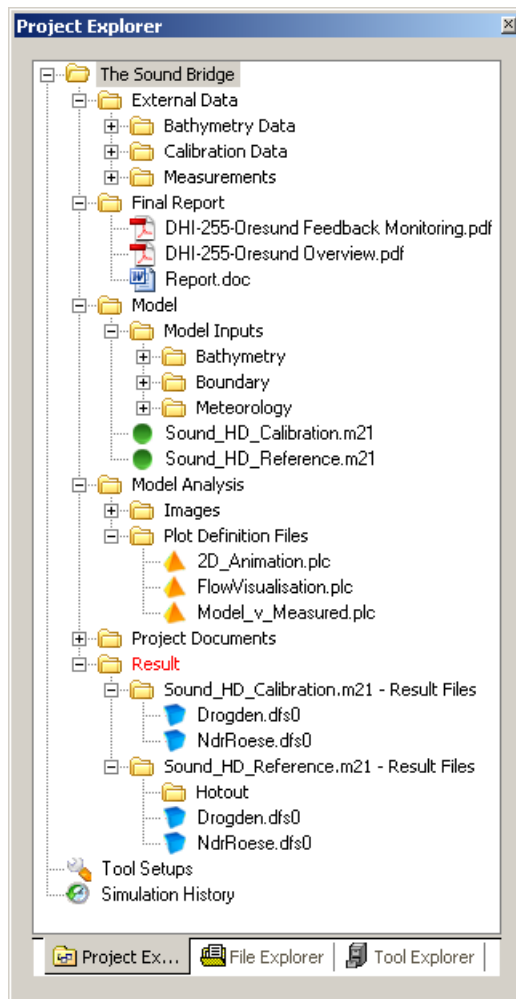 Project Explorer
The Sound Bridge
External Data
Bathymetry Data
Calibration Data
Measurements
Final Report
DHI-255-Oresund Feedback Monitoring.pdf
DHI-255-Oresund Overview.pdf
Report.doc
Model
Model Inputs
Bathymetry
Boundary
Meteorology
Sound_HD_Calibration.m21
Sound_HD_Reference.m21
Model Analysis
Images
Plot Definition Files
2D_Animation.plc
FlowVisualisation.plc
Model_v_Measured.plc
Project Documents
Result
Sound_HD_Calibration.m21 - Result Files
Drogden.dfs0
NdrRoese.dfs0
Sound_HD_Reference.m21 - Result Files
Hotout
Drogden.dfs0
NdrRoese.dfs0
Tool Setups
Simulation History
Project Ex... File Explorer Tool Explorer